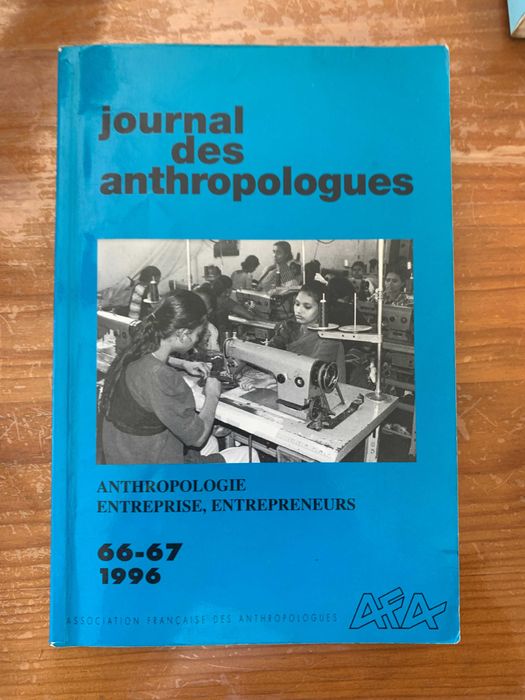 journal
des
anthropologues
ANTHROPOLOGIE
ENTREPRISE, ENTREPRENEURS
66-67
1996
ASSOCIATION FRANÇAISE DES ANTHROPOLOGUES
AFA